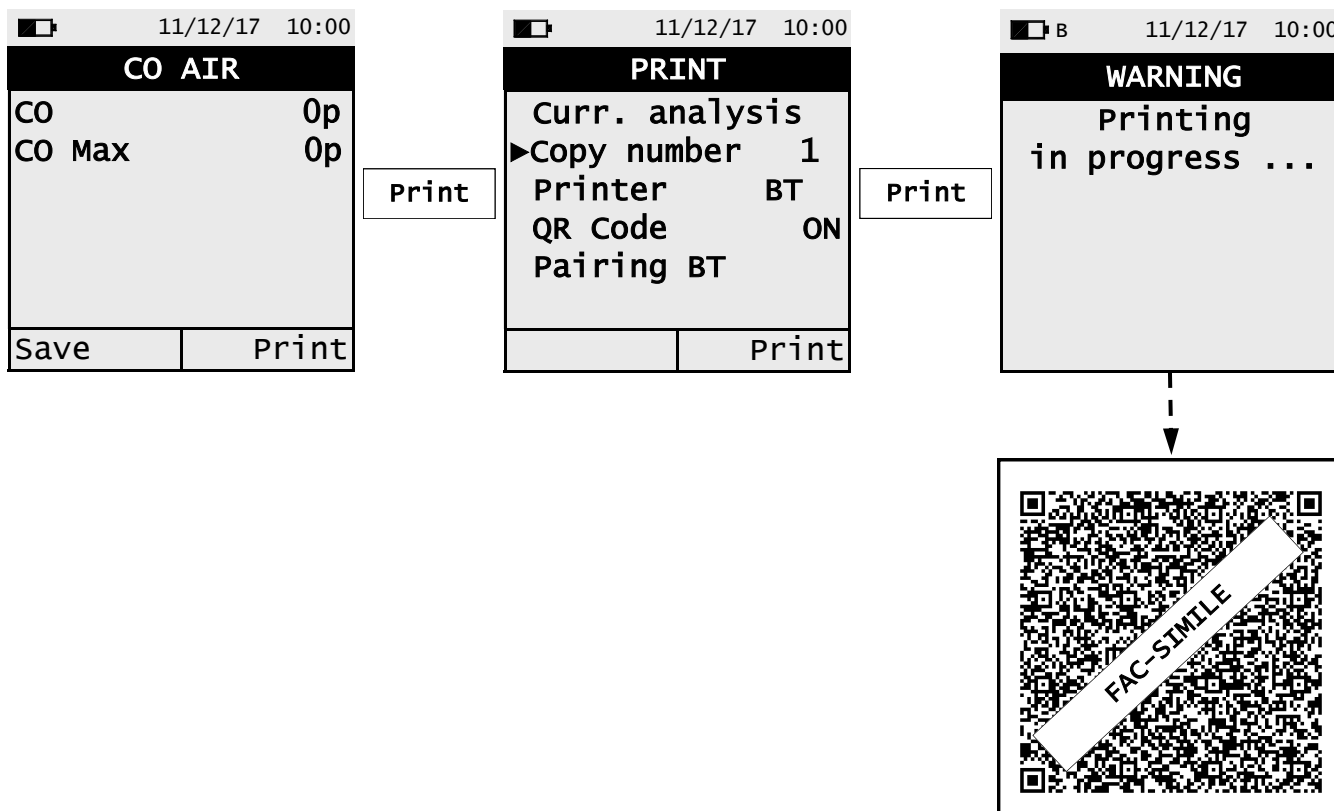 11/12/17 10:00
CO AIR
CO 0p
CO Max 0p
Save Print
Print
11/12/17 10:00
PRINT
Curr. analysis
►Copy number 1
Printer BT
QR Code ON
Pairing BT
Print
Print
B 11/12/17 10:00
WARNING
Printing
in progress ...
FAC-SIMILE